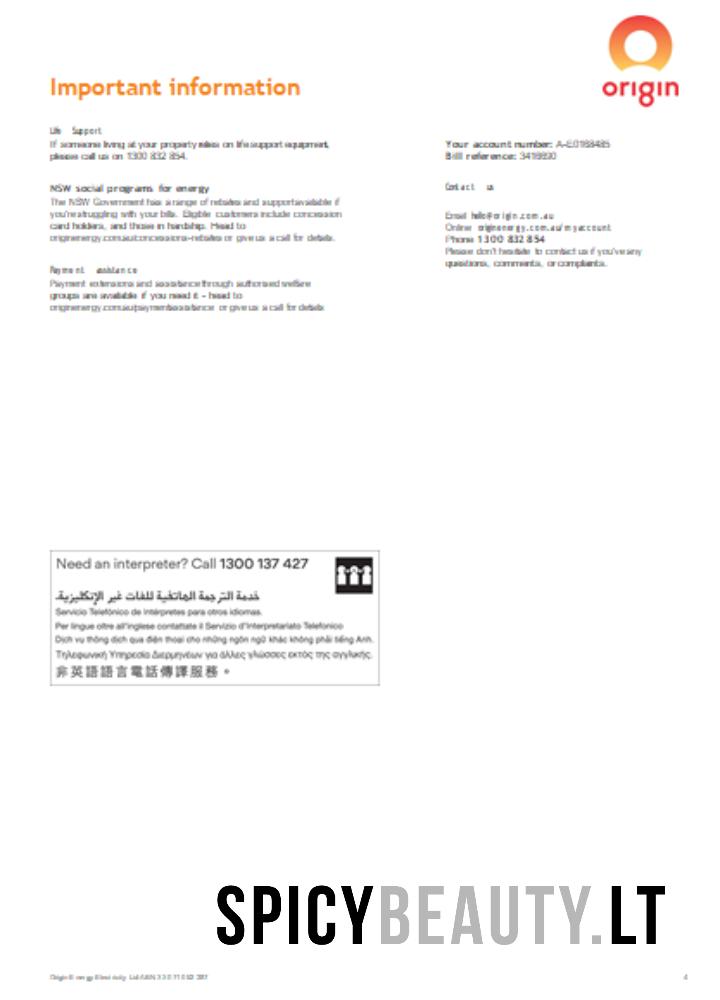 origin
Important information
Life Support
If someone living at your property relies on life support equipment,
please call us on 1300 832 854.
NSW social programs for energy
The NSW Government has a range of rebates and support available if
you're struggling with your bills. Eligible customers include concession
card holders, and those in hardship. Head to
originenergy.com.au/concessions-rebates or give us a call for details.
Payment assistance
Payment extensions and assistance through authorised welfare
groups are available if you need it – head to
originenergy.com.au/paymentassistance or give us a call for details
Your account number: A-E0168485
Bill reference:
Contact us
Email hello@origin.com.au
Online originenergy.com.au/myaccount
Phone 1300 832 854
Please don't hesitate to contact us if you've any
questions, comments, or complaints.
Need an interpreter? Call 1300 137 427
خدمة الترجمة الهاتفية للغات غير الإنكليزية.
Servicio Telefónico de Intérpretes para otros idiomas.
Per lingue oltre all'inglese contattate il Servizio d'Interpretariato Telefonico
Dịch vụ thông dịch qua điện thoại cho những ngôn ngữ khác không phải tiếng Anh.
Τηλεφωνική Υπηρεσία Διερμηνέων για άλλες γλώσσες εκτός της αγγλικής.
非英語語言電話傳譯服務。
SPICYBEAUTY.LT
Origin Energy Electricity Ltd ABN
4